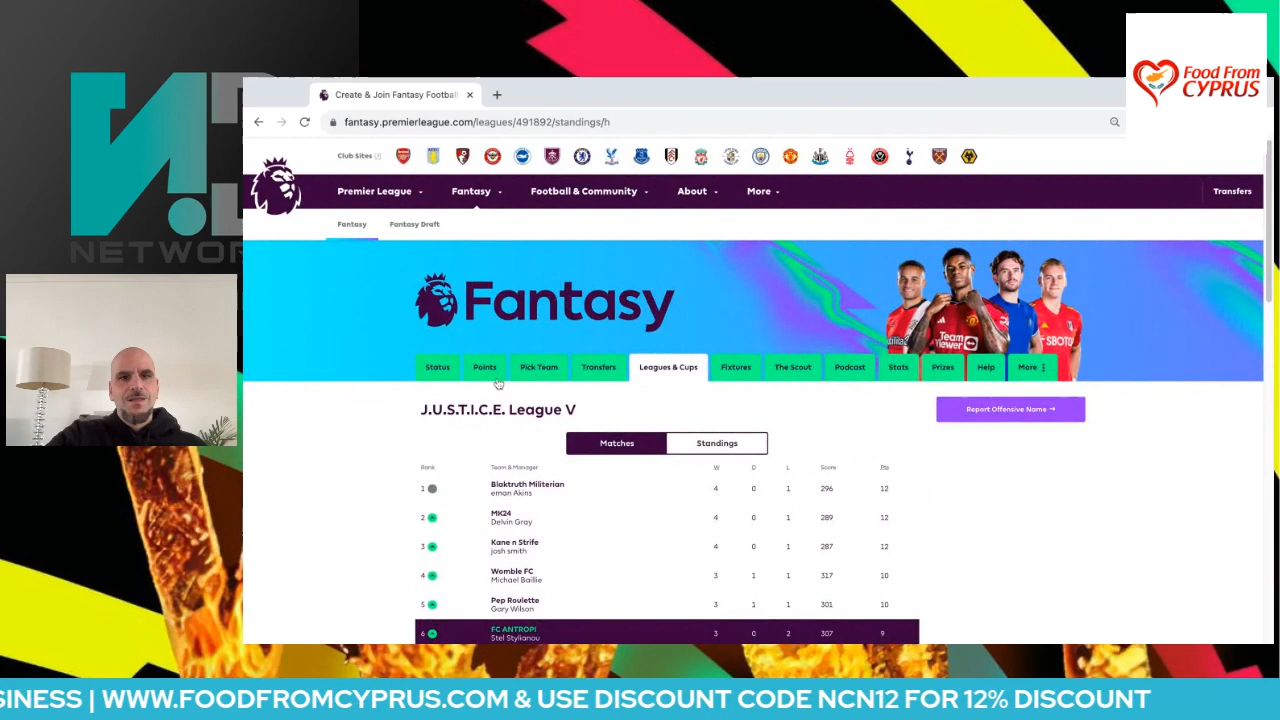 Food From
CYPRUS
NETWOR
Create & Join Fantasy Football
fantasy.premierleague.com/leagues/491892/standings/h
Club Sites
Premier League
Fantasy
Football & Community
About
More
Transfers
Fantasy
Fantasy Draft
Fantasy
TeamViewer
SBOTO
Status
Points
Pick Team
Transfers
Leagues & Cups
Fixtures
The Scout
Podcast
Stats
Prizes
Help
More
J.U.S.T.I.C.E. League V
Report Offensive Name →
Matches
Standings
Rank Team & Manager W D L Score Pts
1 Blaktruth Militerian 4 0 1 296 12
eman Akins
2 MK24 4 0 1 289 12
Delvin Gray
3 Kane n Strife 4 0 1 287 12
josh smith
4 Womble FC 3 1 1 317 10
Michael Baillie
5 Pep Roulette 3 1 1 301 10
Gary Wilson
6 FC ANTROPI 3 0 2 307 9
Stel Stylianou
SINESS | WWW.FOODFROMCYPRUS.COM & USE DISCOUNT CODE NCN12 FOR 12% DISCOUNT